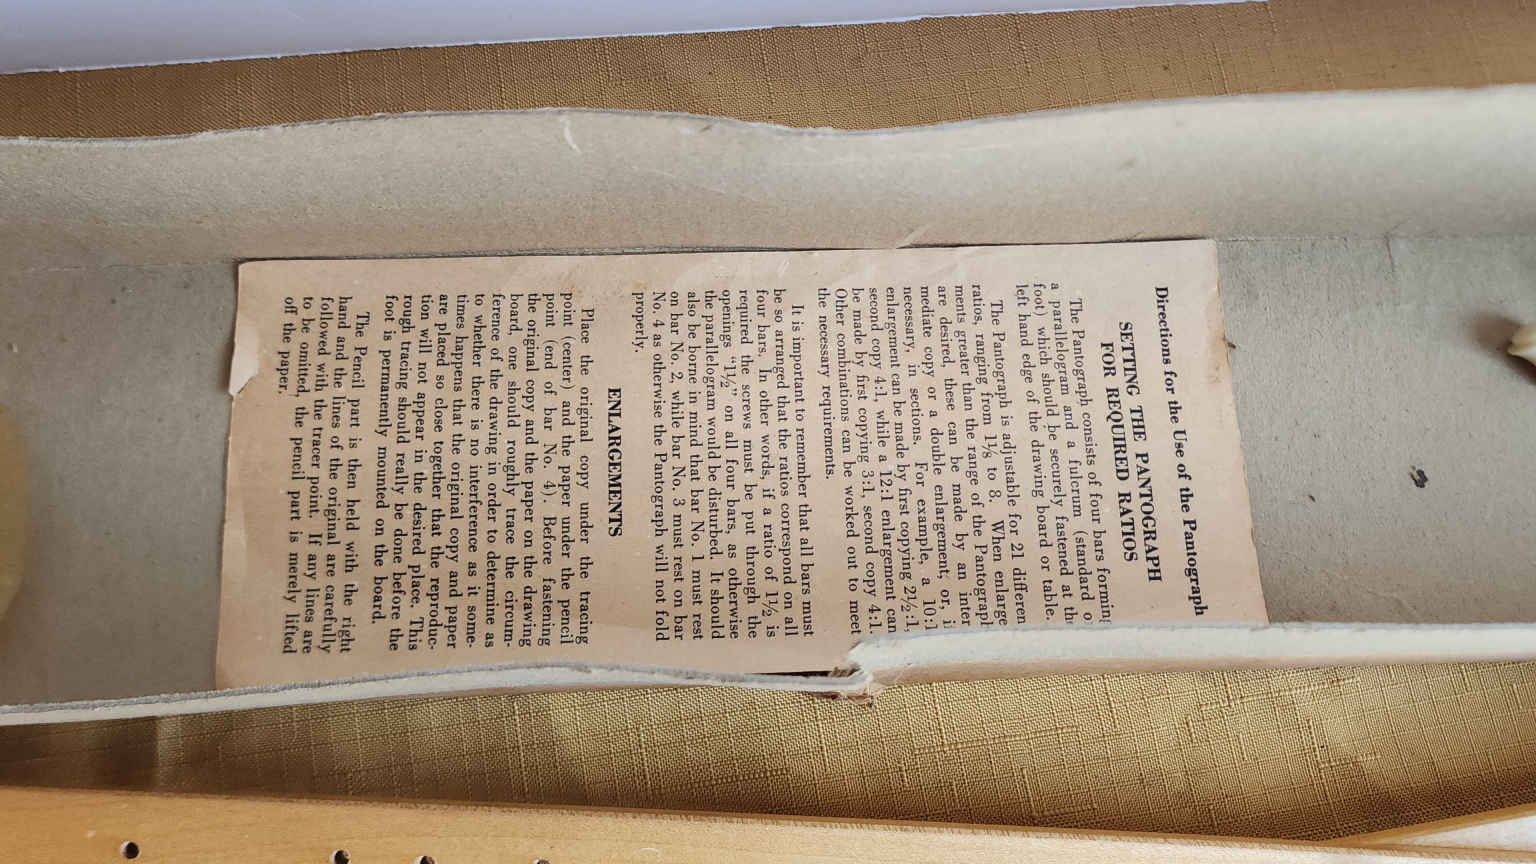 Directions for the Use of the Pantograph
SETTING THE PANTOGRAPH
FOR REQUIRED RATIOS
The Pantograph consists of four bars forming
a parallelogram and a fulcrum (standard o
foot) which should be securely fastened at th
left hand edge of the drawing board or table.
The Pantograph is adjustable for 21 differen
ratios, ranging from 1⅛ to 8. When enlarge
ments greater than the range of the Pantograph
are desired, these can be made by an inter
mediate copy or a double enlargement; or, i
necessary, in sections. For example, a 10:1
enlargement can be made by first copying 2½:1,
second copy 4:1, while a 12:1 enlargement can
be made by first copying 3:1, second copy 4:1.
Other combinations can be worked out to meet
the necessary requirements.
It is important to remember that all bars must
be so arranged that the ratios correspond on all
four bars. In other words, if a ratio of 1½ is
required the screws must be put through the
openings "1½" on all four bars, as otherwise
the parallelogram would be disturbed. It should
also be borne in mind that bar No. 1 must rest
on bar No. 2, while bar No. 3 must rest on bar
No. 4 as otherwise the Pantograph will not fold
properly.
ENLARGEMENTS
Place the original copy under the tracing
point (center) and the paper under the pencil
point (end of bar No. 4). Before fastening
the original copy and the paper on the drawing
board, one should roughly trace the circum-
ference of the drawing in order to determine as
to whether there is no interference as it some-
times happens that the original copy and paper
are placed so close together that the reproduc-
tion will not appear in the desired place. This
rough tracing should really be done before the
foot is permanently mounted on the board.
The Pencil part is then held with the right
hand and the lines of the original are carefully
followed with the tracer point. If any lines are
to be omitted, the pencil part is merely lifted
off the paper.